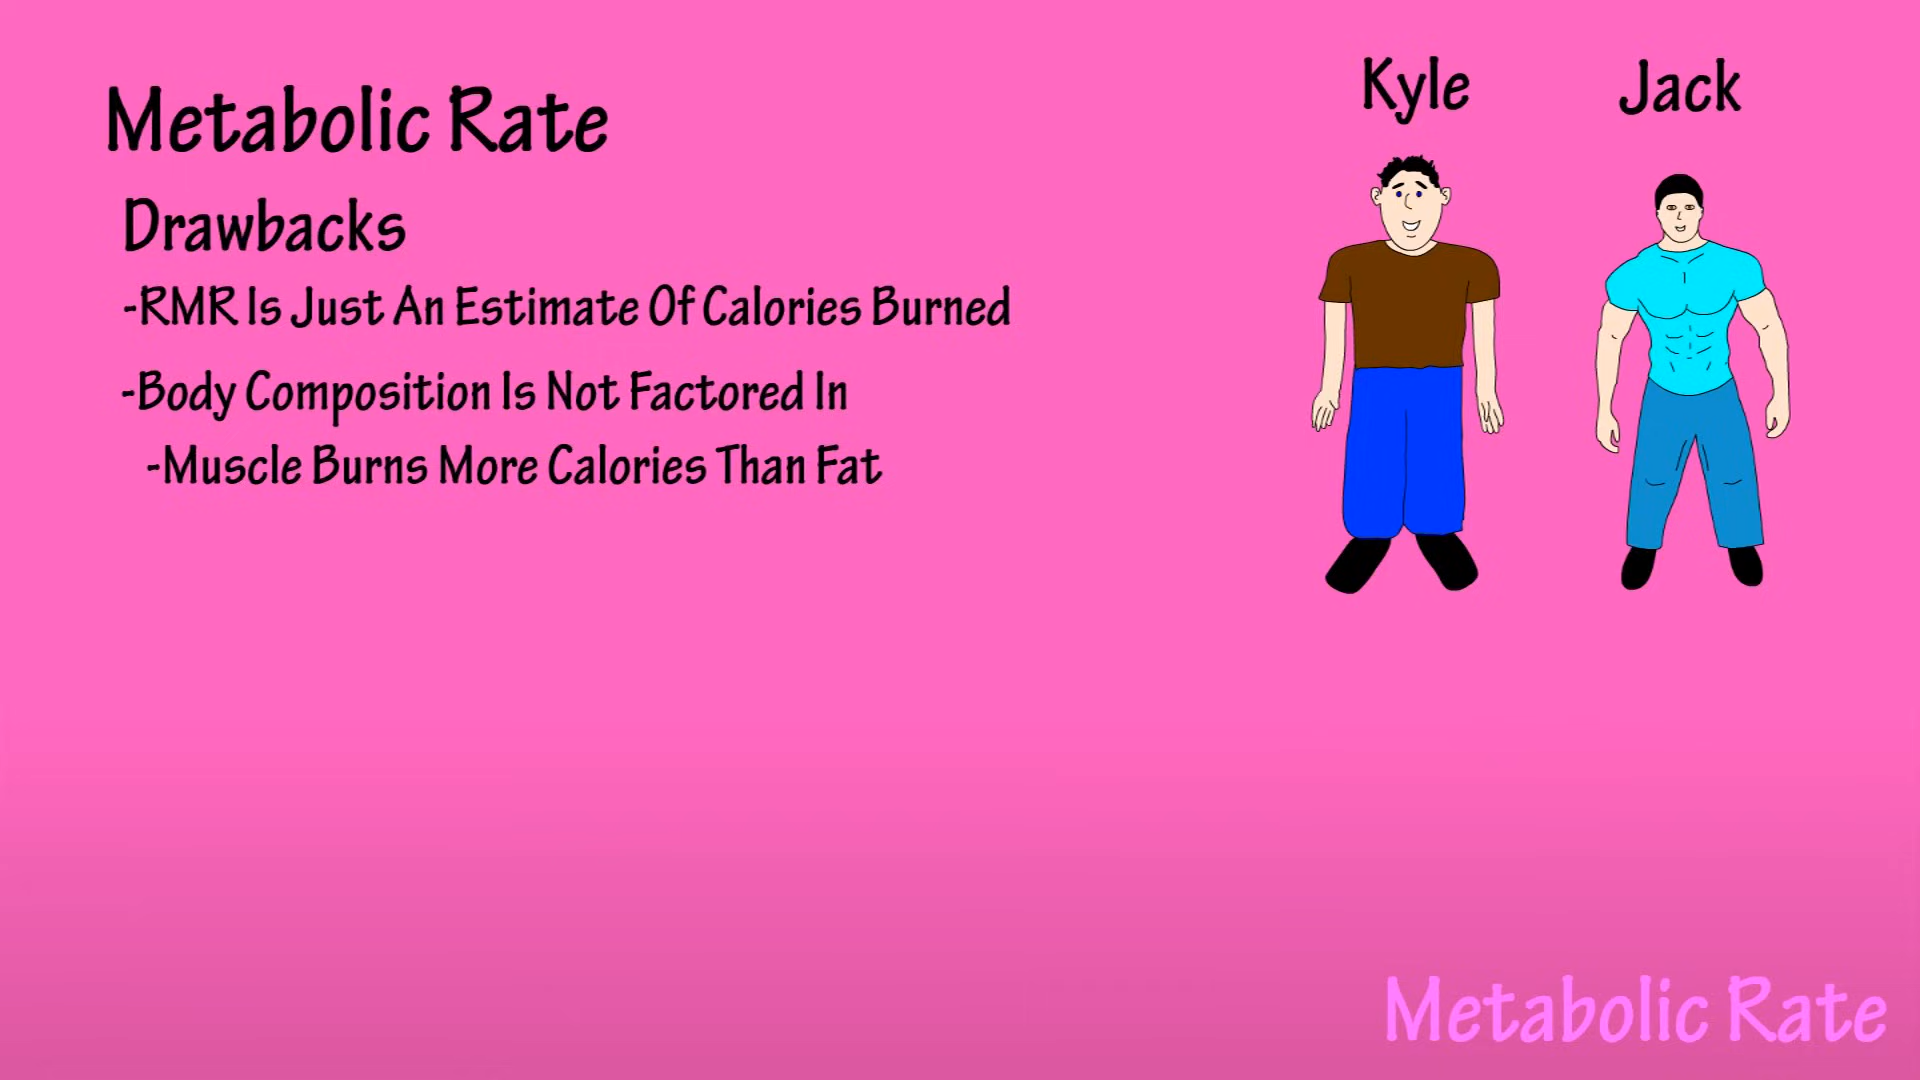 Metabolic Rate
Drawbacks
-RMR Is Just An Estimate Of Calories Burned
-Body Composition Is Not Factored In
-Muscle Burns More Calories Than Fat
Kyle
Jack
Metabolic Rate